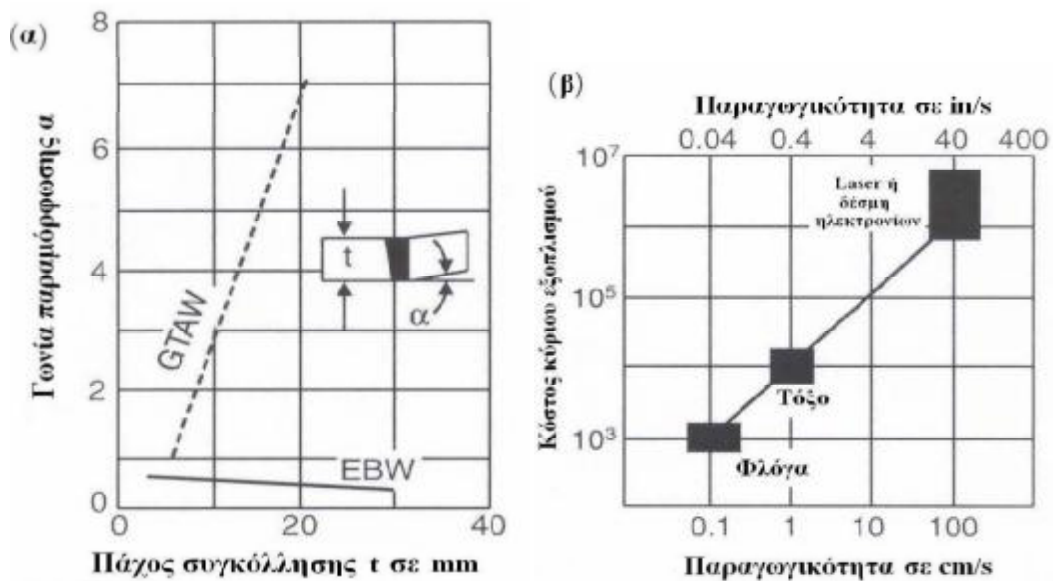 (α)
Γωνία παραμόρφωσης α
8
6
4
2
0
GTAW
EBW
t
α
0
20
40
Πάχος συγκόλλησης t σε mm
(β)
Παραγωγικότητα σε in/s
0.04
0.4
4
40
400
Κόστος κύριου εξοπλισμού
10⁷
10⁵
10³
Laser ή
δέσμη
ηλεκτρονίων
Τόξο
Φλόγα
0.1
1
10
100
Παραγωγικότητα σε cm/s